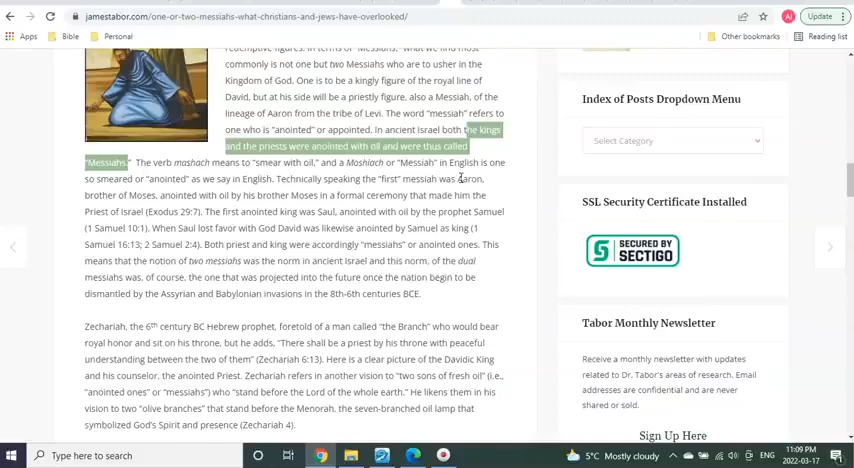 jamestabor.com/one-or-two-messiahs-what-christians-and-jews-have-overlooked/
AI
Update
Apps
Bible
Personal
Other bookmarks
Reading list
redemptive figures. In terms of "Messiahs," what we find most
commonly is not one but two Messiahs who are to usher in the
Kingdom of God. One is to be a kingly figure of the royal line of
David, but at his side will be a priestly figure, also a Messiah, of the
lineage of Aaron from the tribe of Levi. The word "messiah" refers to
one who is "anointed" or appointed. In ancient Israel both the kings
and the priests were anointed with oil and were thus called
"Messiahs." The verb mashach means to "smear with oil," and a Moshiach or "Messiah" in English is one
so smeared or "anointed" as we say in English. Technically speaking the "first" messiah was Aaron,
brother of Moses, anointed with oil by his brother Moses in a formal ceremony that made him the
Priest of Israel (Exodus 29:7). The first anointed king was Saul, anointed with oil by the prophet Samuel
(1 Samuel 10:1). When Saul lost favor with God David was likewise anointed by Samuel as king (1
Samuel 16:13; 2 Samuel 2:4). Both priest and king were accordingly "messiahs" or anointed ones. This
means that the notion of two messiahs was the norm in ancient Israel and this norm, of the dual
messiahs was, of course, the one that was projected into the future once the nation begin to be
dismantled by the Assyrian and Babylonian invasions in the 8th-6th centuries BCE.
Zechariah, the 6th century BC Hebrew prophet, foretold of a man called "the Branch" who would bear
royal honor and sit on his throne, but he adds, "There shall be a priest by his throne with peaceful
understanding between the two of them" (Zechariah 6:13). Here is a clear picture of the Davidic King
and his counselor, the anointed Priest. Zechariah refers in another vision to "two sons of fresh oil" (i.e.,
"anointed ones" or "messiahs") who "stand before the Lord of the whole earth." He likens them in his
vision to two "olive branches" that stand before the Menorah, the seven-branched oil lamp that
symbolized God's Spirit and presence (Zechariah 4).
Index of Posts Dropdown Menu
Select Category
SSL Security Certificate Installed
SECURED BY
SECTIGO
Tabor Monthly Newsletter
Receive a monthly newsletter with updates
related to Dr. Tabor's areas of research. Email
addresses are confidential and are never
shared or sold.
Sign Up Here
Type here to search
5°C Mostly cloudy
ENG
11:09 PM
2022-03-17